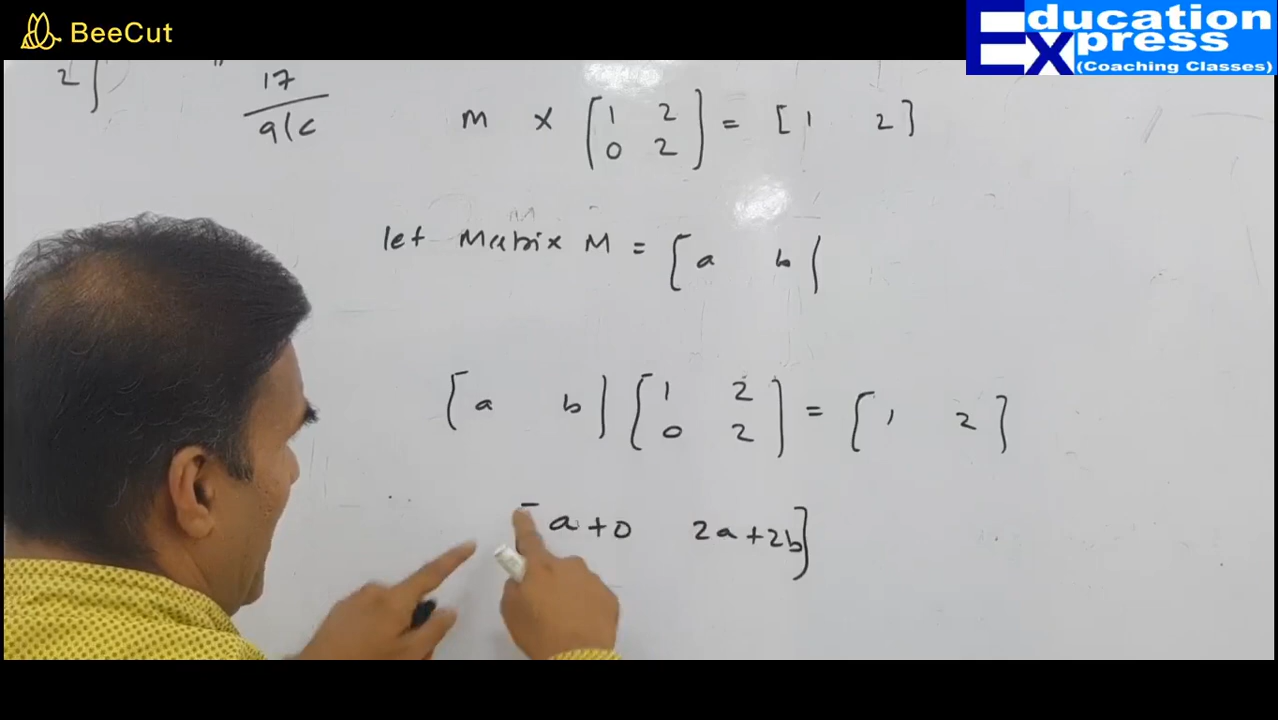 BeeCut
Education
Express
(Coaching Classes)
2]
17
M × [1 2] = [1 2]
[0 2]
let Matrix M = [a b]
[a b] [1 2] = [1 2]
[0 2]
[a+0 2a+2b]